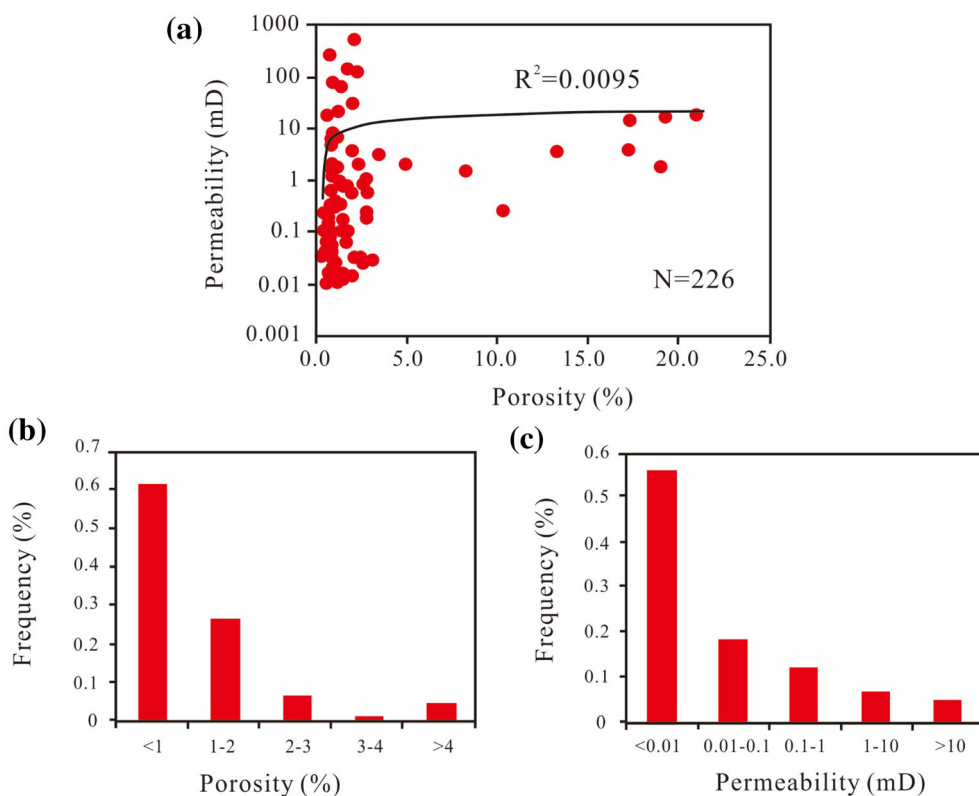 (a)
1000
100
10
1
0.1
0.01
0.001
Permeability (mD)
R²=0.0095
N=226
0.0 5.0 10.0 15.0 20.0 25.0
Porosity (%)
(b)
0.7
0.6
0.5
0.4
0.3
0.2
0.1
0
Frequency (%)
<1 1-2 2-3 3-4 >4
Porosity (%)
(c)
0.6
0.5
0.4
0.3
0.2
0.1
0
Frequency (%)
<0.01 0.01-0.1 0.1-1 1-10 >10
Permeability (mD)